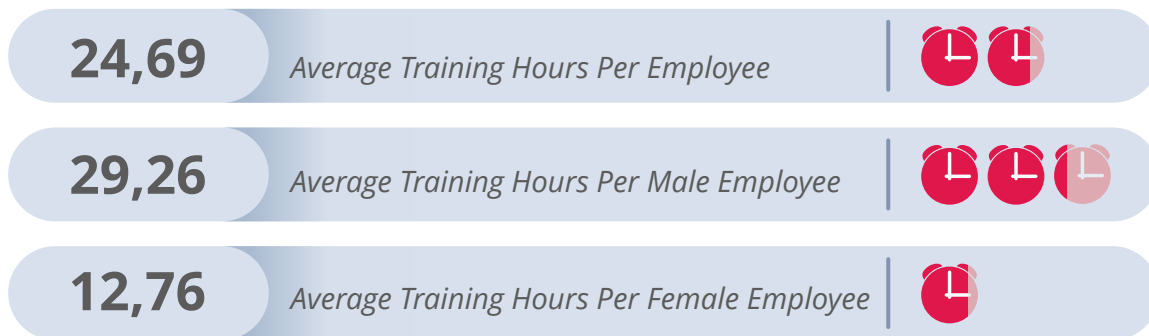 24,69 Average Training Hours Per Employee
29,26 Average Training Hours Per Male Employee
12,76 Average Training Hours Per Female Employee